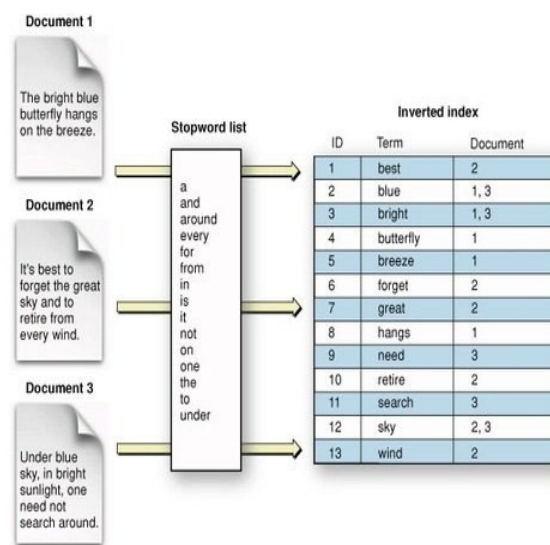 Document 1
The bright blue
butterfly hangs
on the breeze.
Document 2
It's best to
forget the great
sky and to
retire from
every wind.
Document 3
Under blue
sky, in bright
sunlight, one
need not
search around.
Stopword list
a
and
around
every
for
from
in
is
it
not
on
one
the
to
under
Inverted index
ID Term Document
1 best 2
2 blue 1, 3
3 bright 1, 3
4 butterfly 1
5 breeze 1
6 forget 2
7 great 2
8 hangs 1
9 need 3
10 retire 2
11 search 3
12 sky 2, 3
13 wind 2